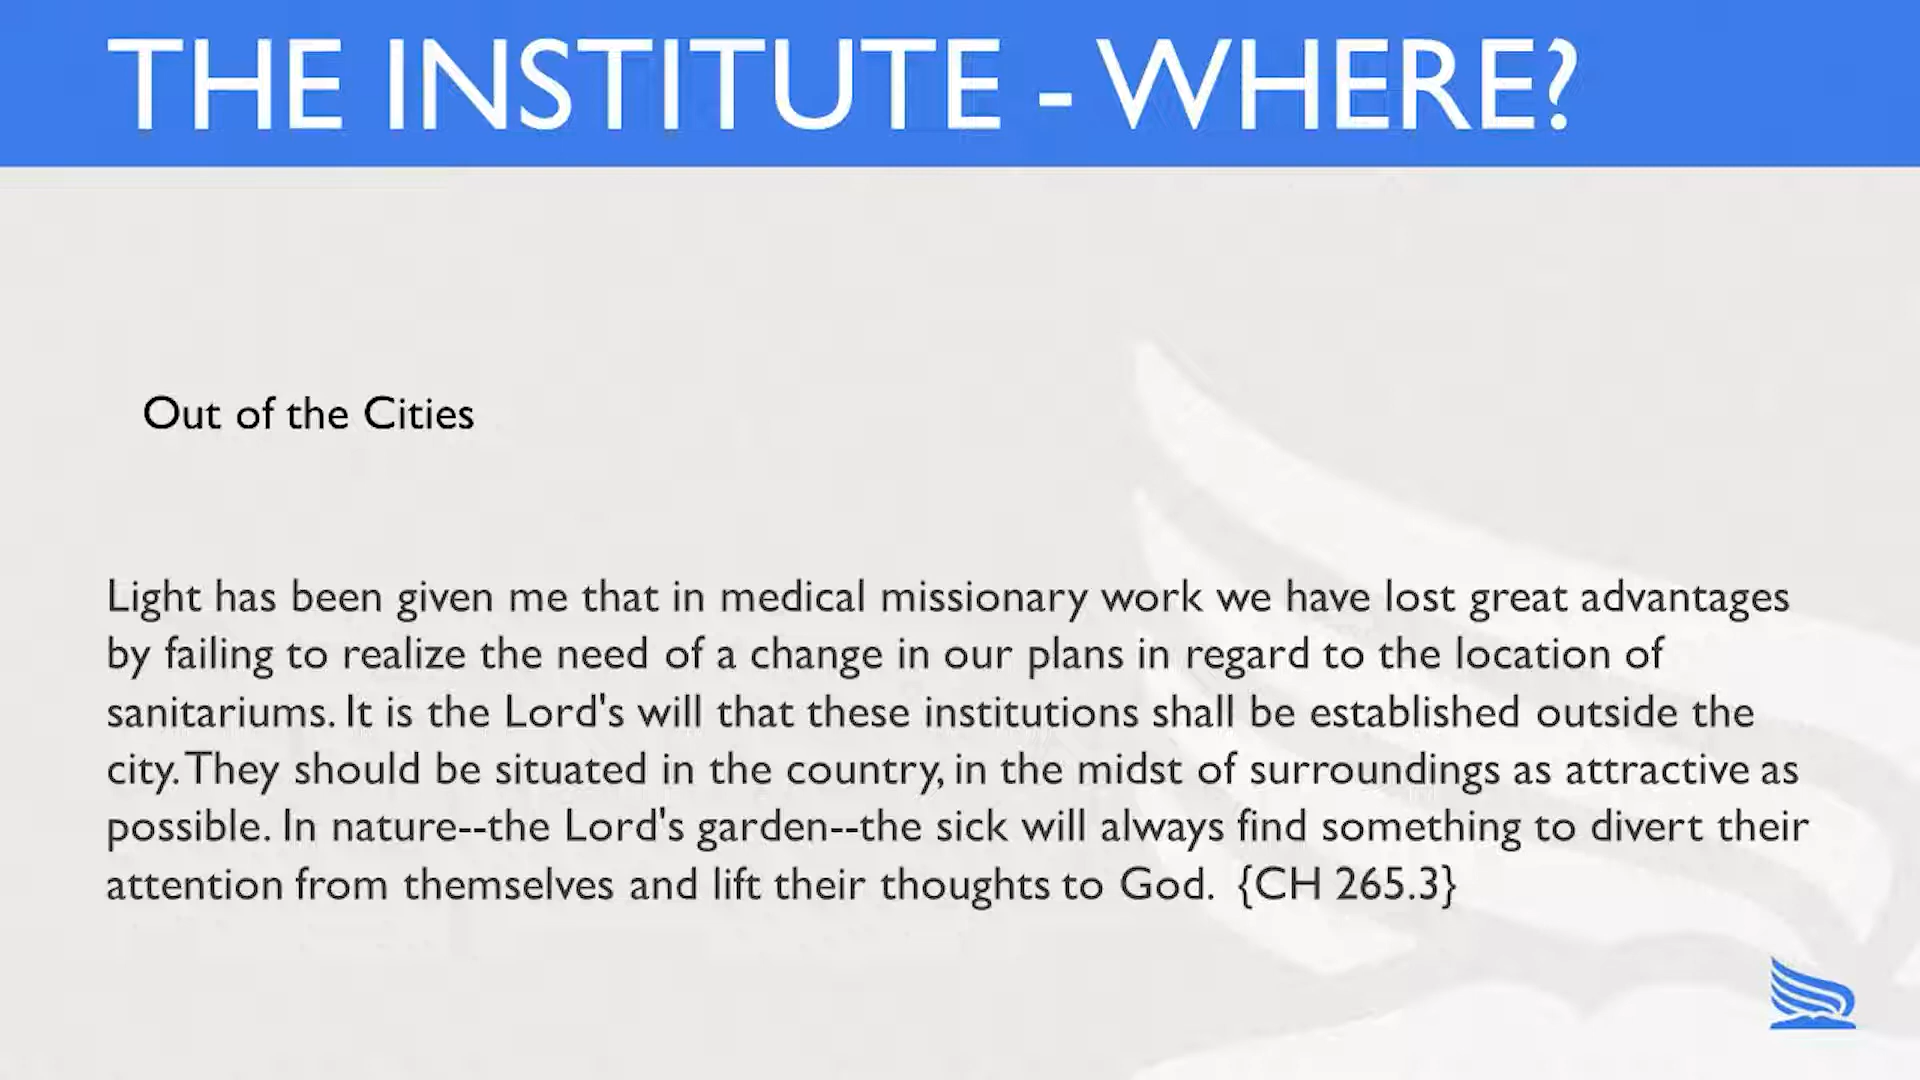 THE INSTITUTE - WHERE?
Out of the Cities
Light has been given me that in medical missionary work we have lost great advantages
by failing to realize the need of a change in our plans in regard to the location of
sanitariums. It is the Lord's will that these institutions shall be established outside the
city. They should be situated in the country, in the midst of surroundings as attractive as
possible. In nature--the Lord's garden--the sick will always find something to divert their
attention from themselves and lift their thoughts to God.  {CH 265.3}